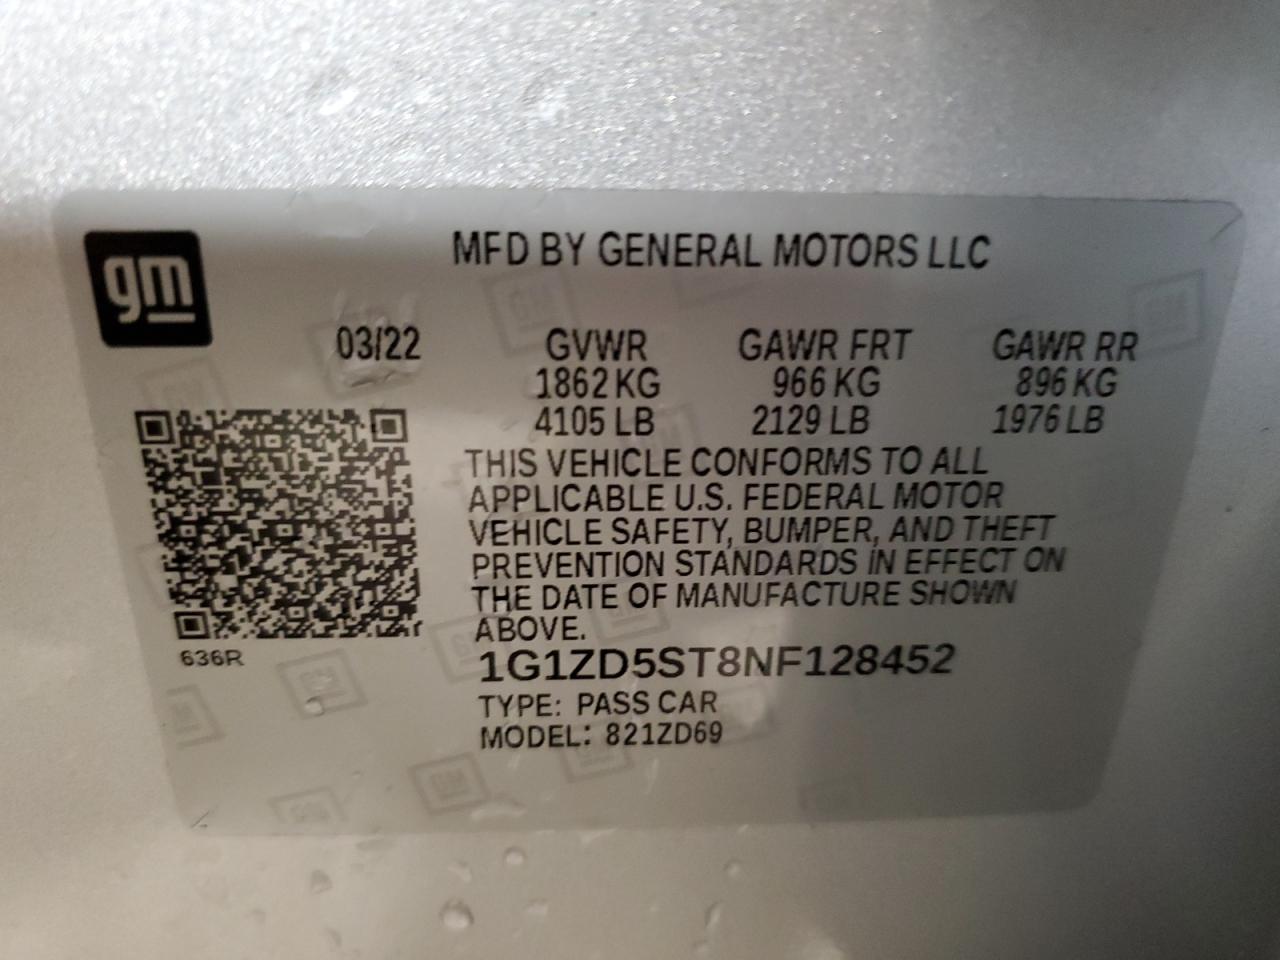 gm
MFD BY GENERAL MOTORS LLC
03/22 GVWR GAWR FRT GAWR RR
1862 KG 966 KG 896 KG
4105 LB 2129 LB 1976 LB
THIS VEHICLE CONFORMS TO ALL
APPLICABLE U.S. FEDERAL MOTOR
VEHICLE SAFETY, BUMPER, AND THEFT
PREVENTION STANDARDS IN EFFECT ON
THE DATE OF MANUFACTURE SHOWN
ABOVE.
636R
1G1ZD5ST8NF128452
TYPE: PASS CAR
MODEL: 821ZD69